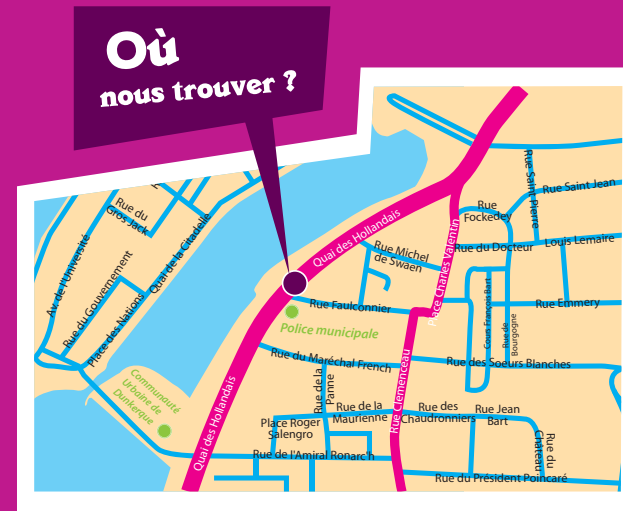 Où
nous trouver ?
Rue du
Gros Jack
Quai de la Citadelle
Av. de l'Université
Rue du Gouvernement
Place des Nations
Quai des Hollandais
Rue Michel
de Swaen
Rue
Fockedey
Rue Saint Pierre
Rue Saint Jean
Rue du Docteur
Louis Lemaire
Place Charles Valentin
Rue Faulconnier
Police municipale
Cour François Bart
Rue de
Bourgogne
Rue Emmery
Rue du Maréchal French
Rue Clemenceau
Rue des Soeurs Blanches
Communauté
Urbaine de
Dunkerque
Quai des Hollandais
Rue de la
Panne
Rue de la
Maurienne
Rue des
Chaudronniers
Rue Jean
Bart
Place Roger
Salengro
Rue du
Château
Rue de l'Amiral Ronarc'h
Rue du Président Poincaré